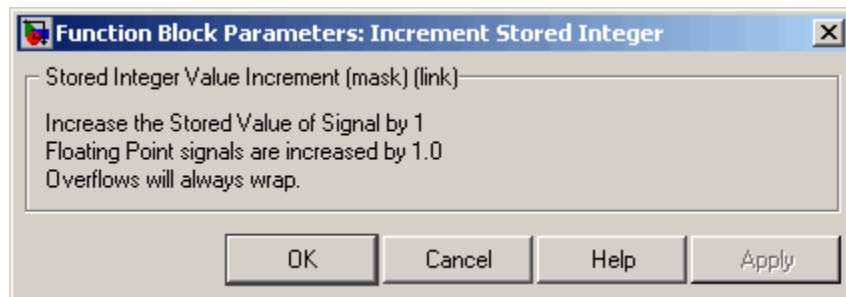 Function Block Parameters: Increment Stored Integer
Stored Integer Value Increment (mask) (link)
Increase the Stored Value of Signal by 1
Floating Point signals are increased by 1.0
Overflows will always wrap.
OK Cancel Help Apply